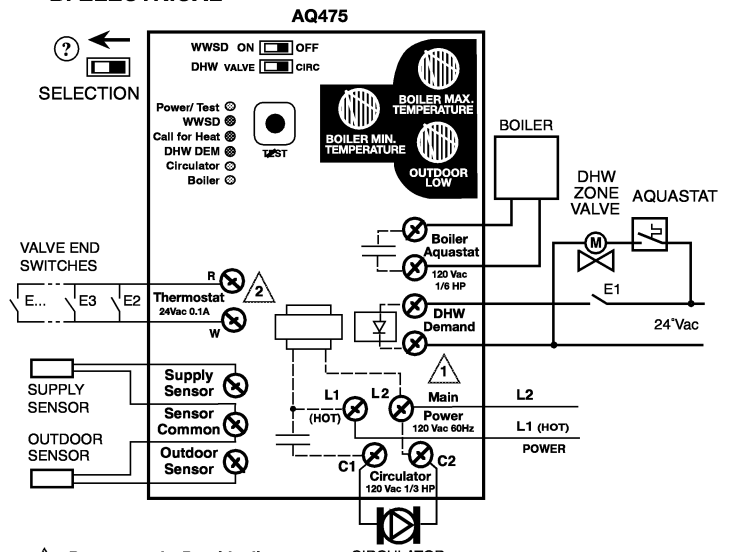 AQ475
?
SELECTION
WWSD ON OFF
DHW VALVE CIRC
Power/ Test
WWSD
Call for Heat
DHW DEM
Circulator
Boiler
TEST
BOILER MAX.
TEMPERATURE
BOILER MIN.
TEMPERATURE
OUTDOOR
LOW
BOILER
DHW
ZONE
VALVE
AQUASTAT
M
VALVE END
SWITCHES
E... E3 E2
R
Thermostat
24Vac 0.1A
W
2
Boiler
Aquastat
120 Vac
1/6 HP
DHW
Demand
E1
24˚Vac
1
SUPPLY
SENSOR
OUTDOOR
SENSOR
Supply
Sensor
Sensor
Common
Outdoor
Sensor
L1
(HOT)
L2
Main
Power
120 Vac 60Hz
L2
L1 (HOT)
POWER
C1
C2
Circulator
120 Vac 1/3 HP